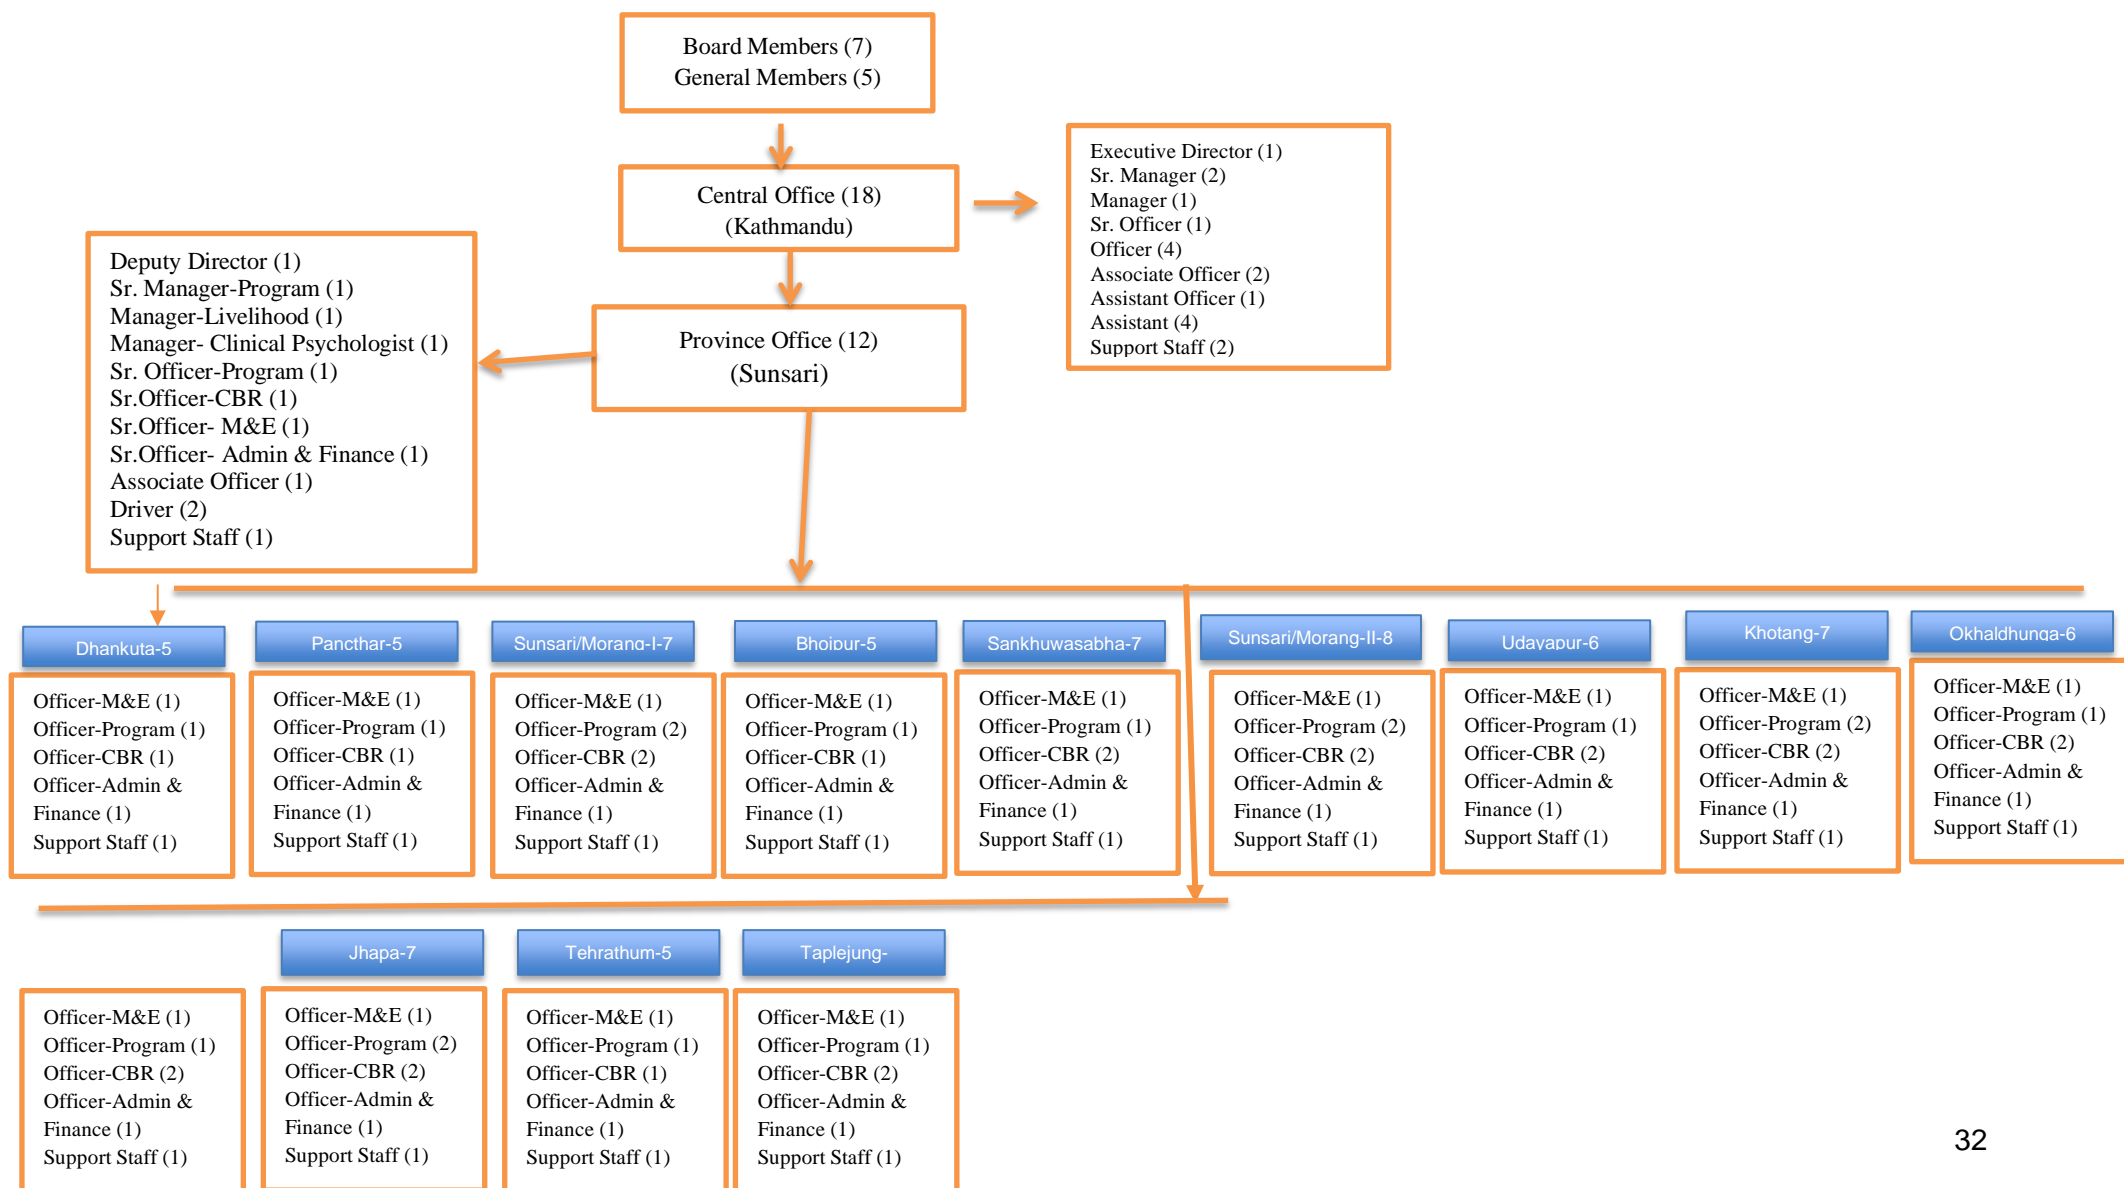 Board Members (7)
General Members (5)
Central Office (18)
(Kathmandu)
Executive Director (1)
Sr. Manager (2)
Manager (1)
Sr. Officer (1)
Officer (4)
Associate Officer (2)
Assistant Officer (1)
Assistant (4)
Support Staff (2)
Province Office (12)
(Sunsari)
Deputy Director (1)
Sr. Manager-Program (1)
Manager-Livelihood (1)
Manager- Clinical Psychologist (1)
Sr. Officer-Program (1)
Sr.Officer-CBR (1)
Sr.Officer- M&E (1)
Sr.Officer- Admin & Finance (1)
Associate Officer (1)
Driver (2)
Support Staff (1)
Dhankuta-5
Officer-M&E (1)
Officer-Program (1)
Officer-CBR (1)
Officer-Admin &
Finance (1)
Support Staff (1)
Pancthar-5
Officer-M&E (1)
Officer-Program (1)
Officer-CBR (1)
Officer-Admin &
Finance (1)
Support Staff (1)
Sunsari/Morang-I-7
Officer-M&E (1)
Officer-Program (2)
Officer-CBR (2)
Officer-Admin &
Finance (1)
Support Staff (1)
Bhojpur-5
Officer-M&E (1)
Officer-Program (1)
Officer-CBR (1)
Officer-Admin &
Finance (1)
Support Staff (1)
Sankhuwasabha-7
Officer-M&E (1)
Officer-Program (1)
Officer-CBR (2)
Officer-Admin &
Finance (1)
Support Staff (1)
Sunsari/Morang-II-8
Officer-M&E (1)
Officer-Program (2)
Officer-CBR (2)
Officer-Admin &
Finance (1)
Support Staff (1)
Udayapur-6
Officer-M&E (1)
Officer-Program (1)
Officer-CBR (2)
Officer-Admin &
Finance (1)
Support Staff (1)
Khotang-7
Officer-M&E (1)
Officer-Program (2)
Officer-CBR (2)
Officer-Admin &
Finance (1)
Support Staff (1)
Okhaldhunga-6
Officer-M&E (1)
Officer-Program (1)
Officer-CBR (2)
Officer-Admin &
Finance (1)
Support Staff (1)
Officer-M&E (1)
Officer-Program (1)
Officer-CBR (2)
Officer-Admin &
Finance (1)
Support Staff (1)
Jhapa-7
Officer-M&E (1)
Officer-Program (2)
Officer-CBR (2)
Officer-Admin &
Finance (1)
Support Staff (1)
Tehrathum-5
Officer-M&E (1)
Officer-Program (1)
Officer-CBR (1)
Officer-Admin &
Finance (1)
Support Staff (1)
Taplejung-
Officer-M&E (1)
Officer-Program (1)
Officer-CBR (2)
Officer-Admin &
Finance (1)
Support Staff (1)
32